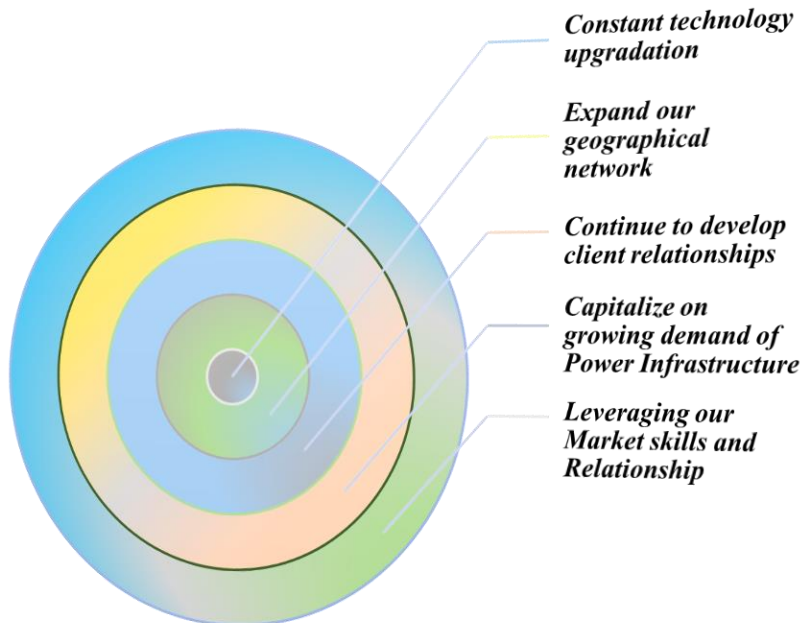 Constant technology
upgradation
Expand our
geographical
network
Continue to develop
client relationships
Capitalize on
growing demand of
Power Infrastructure
Leveraging our
Market skills and
Relationship